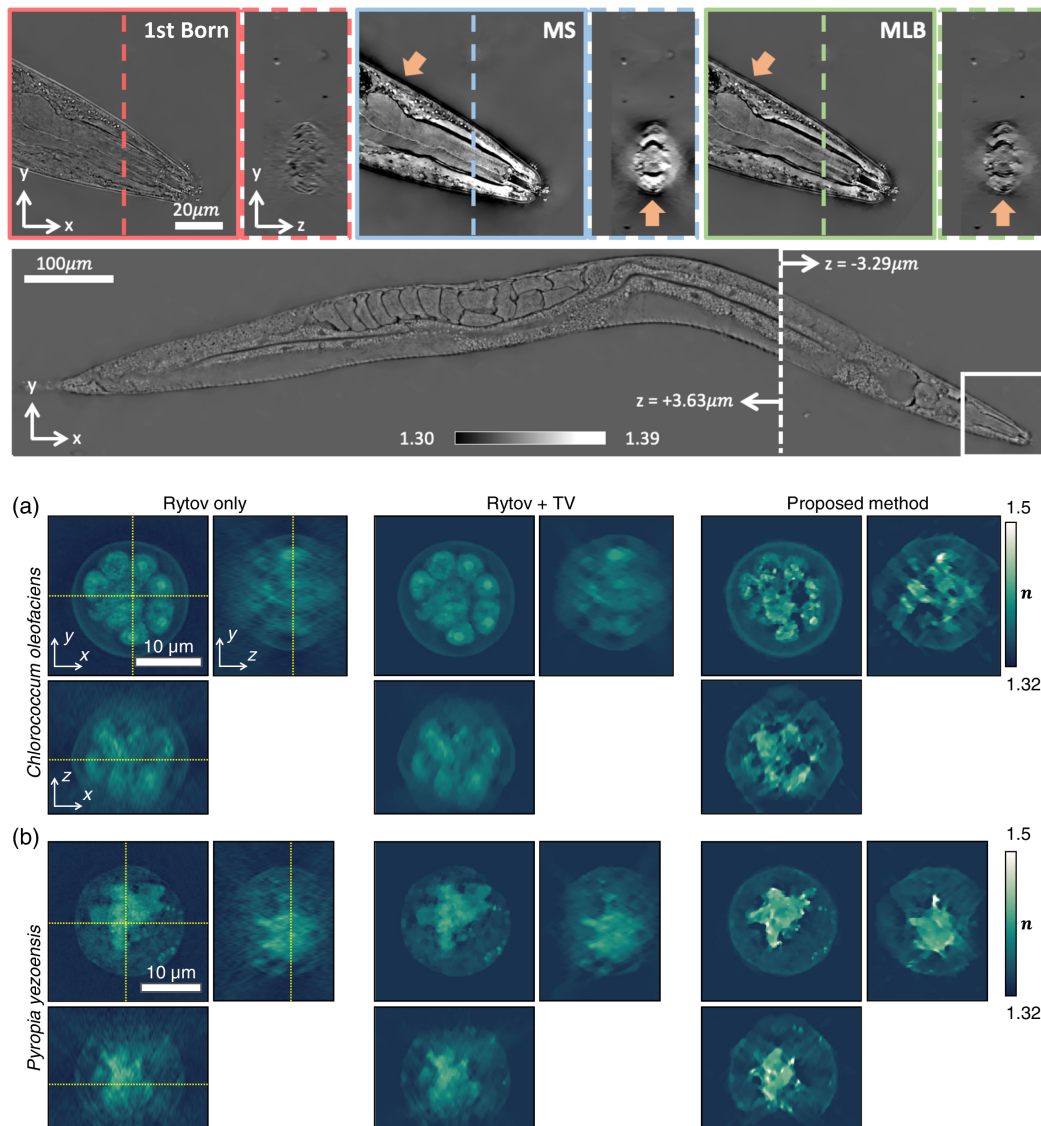 1st Born
MS
MLB
y
x
20μm
y
z
100μm
z = -3.29μm
y
x
z = +3.63μm
1.30
1.39
(a)
Rytov only
Rytov + TV
Proposed method
1.5
n
1.32
Chlorococcum oleofaciens
y
x
10 μm
y
z
z
x
(b)
1.5
n
1.32
Pyropia yezoensis
10 μm